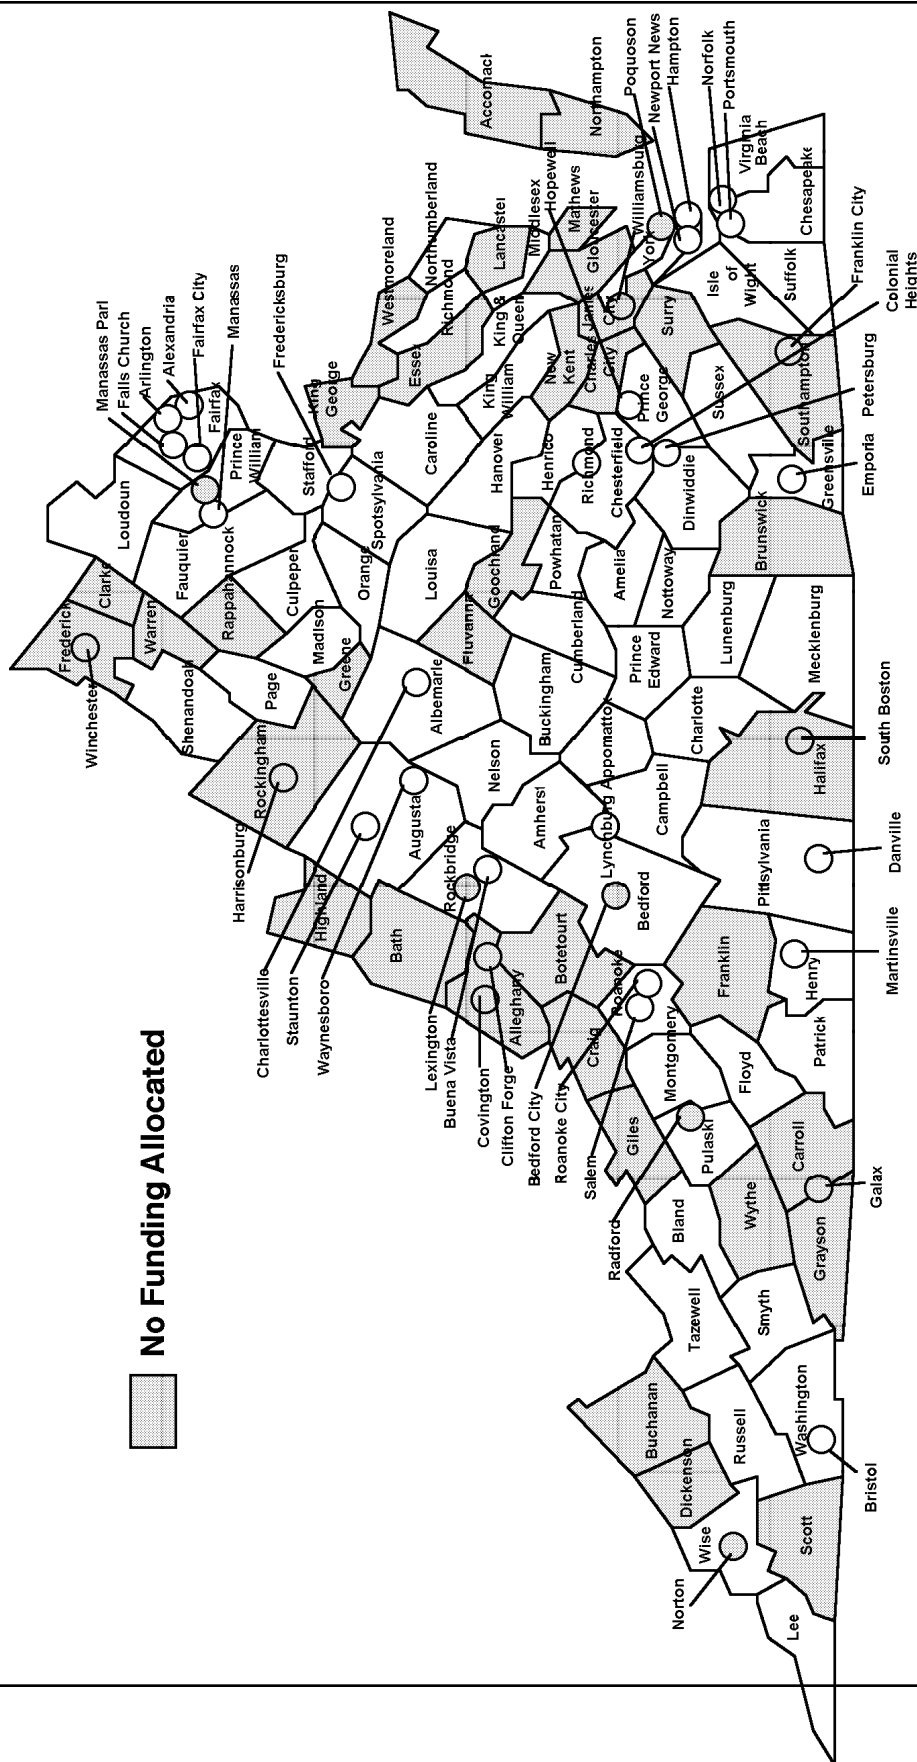 No Funding Allocated
Accomack
Northampton
Poquoson
Newport News
Hampton
Norfolk
Portsmouth
Virginia
Beach
Chesapeake
Franklin City
Colonial
Heights
Petersburg
Emporia
South Boston
Danville
Martinsville
Galax
Bristol
Norton
Manassas Parl
Falls Church
Arlington
Alexandria
Fairfax City
Manassas
Fredericksburg
Fairfax
Prince
William
Loudoun
Stafford
King
George
Westmoreland
Northumberland
Richmond
Lancaster
Middlesex
Hopewell
Mathews
Gloucester
Williamsburg
York
Essex
King &
Queen
King
William
New
Kent
Charles
City
James
City
Surry
Isle
of
Wight
Suffolk
Southampton
Sussex
Prince
George
Greensville
Brunswick
Dinwiddie
Chesterfield
Richmond
Henrico
Hanover
Caroline
Spotsylvania
Orange
Louisa
Goochland
Powhatan
Amelia
Nottoway
Lunenburg
Mecklenburg
Clarke
Frederick
Winchester
Warren
Fauquier
Rappahannock
Culpeper
Madison
Greene
Page
Shenandoah
Rockingham
Harrisonburg
Albemarle
Fluvanna
Cumberland
Buckingham
Prince
Edward
Charlotte
Halifax
Appomattox
Campbell
Lynchburg
Nelson
Amherst
Augusta
Rockbridge
Highland
Bath
Charlottesville
Staunton
Waynesboro
Lexington
Buena Vista
Covington
Clifton Forge
Bedford City
Roanoke City
Salem
Radford
Alleghany
Botetourt
Bedford
Pittsylvania
Franklin
Henry
Patrick
Roanoke
Craig
Montgomery
Floyd
Giles
Pulaski
Carroll
Bland
Wythe
Grayson
Tazewell
Smyth
Buchanan
Dickenson
Russell
Washington
Wise
Scott
Lee